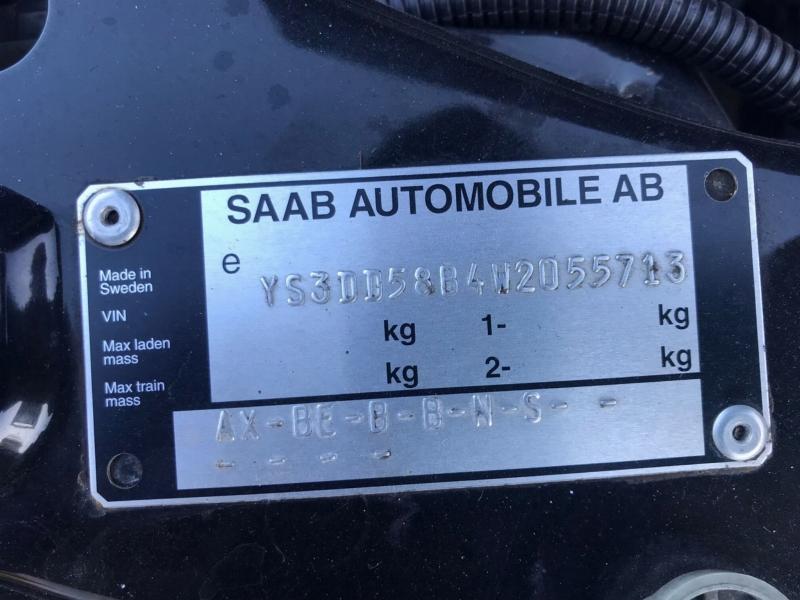 SAAB AUTOMOBILE AB
e
YS3DD58B4W2055713
Made in
Sweden
VIN
Max laden
mass
kg 1- kg
Max train
mass
kg 2- kg
AX-BE-B-B-N-S- -
- - - -